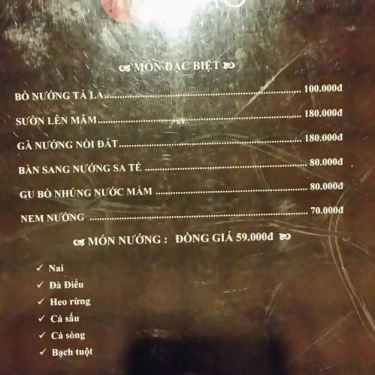 MÓN ĐẶC BIỆT
BÒ NƯỚNG TẢ LẢ 100.000đ
SƯỜN LÊN MÂM 180.000đ
GÀ NƯỚNG NÒI ĐẤT 180.000đ
BÀN SANG NƯỚNG SA TẾ 80.000đ
GU BÒ NHÚNG NƯỚC MẮM 80.000đ
NEM NƯỚNG 70.000đ
MÓN NƯỚNG : ĐỒNG GIÁ 59.000đ
✓ Nai
✓ Đà Điểu
✓ Heo rừng
✓ Cá sấu
✓ Cá sòng
✓ Bạch tuột